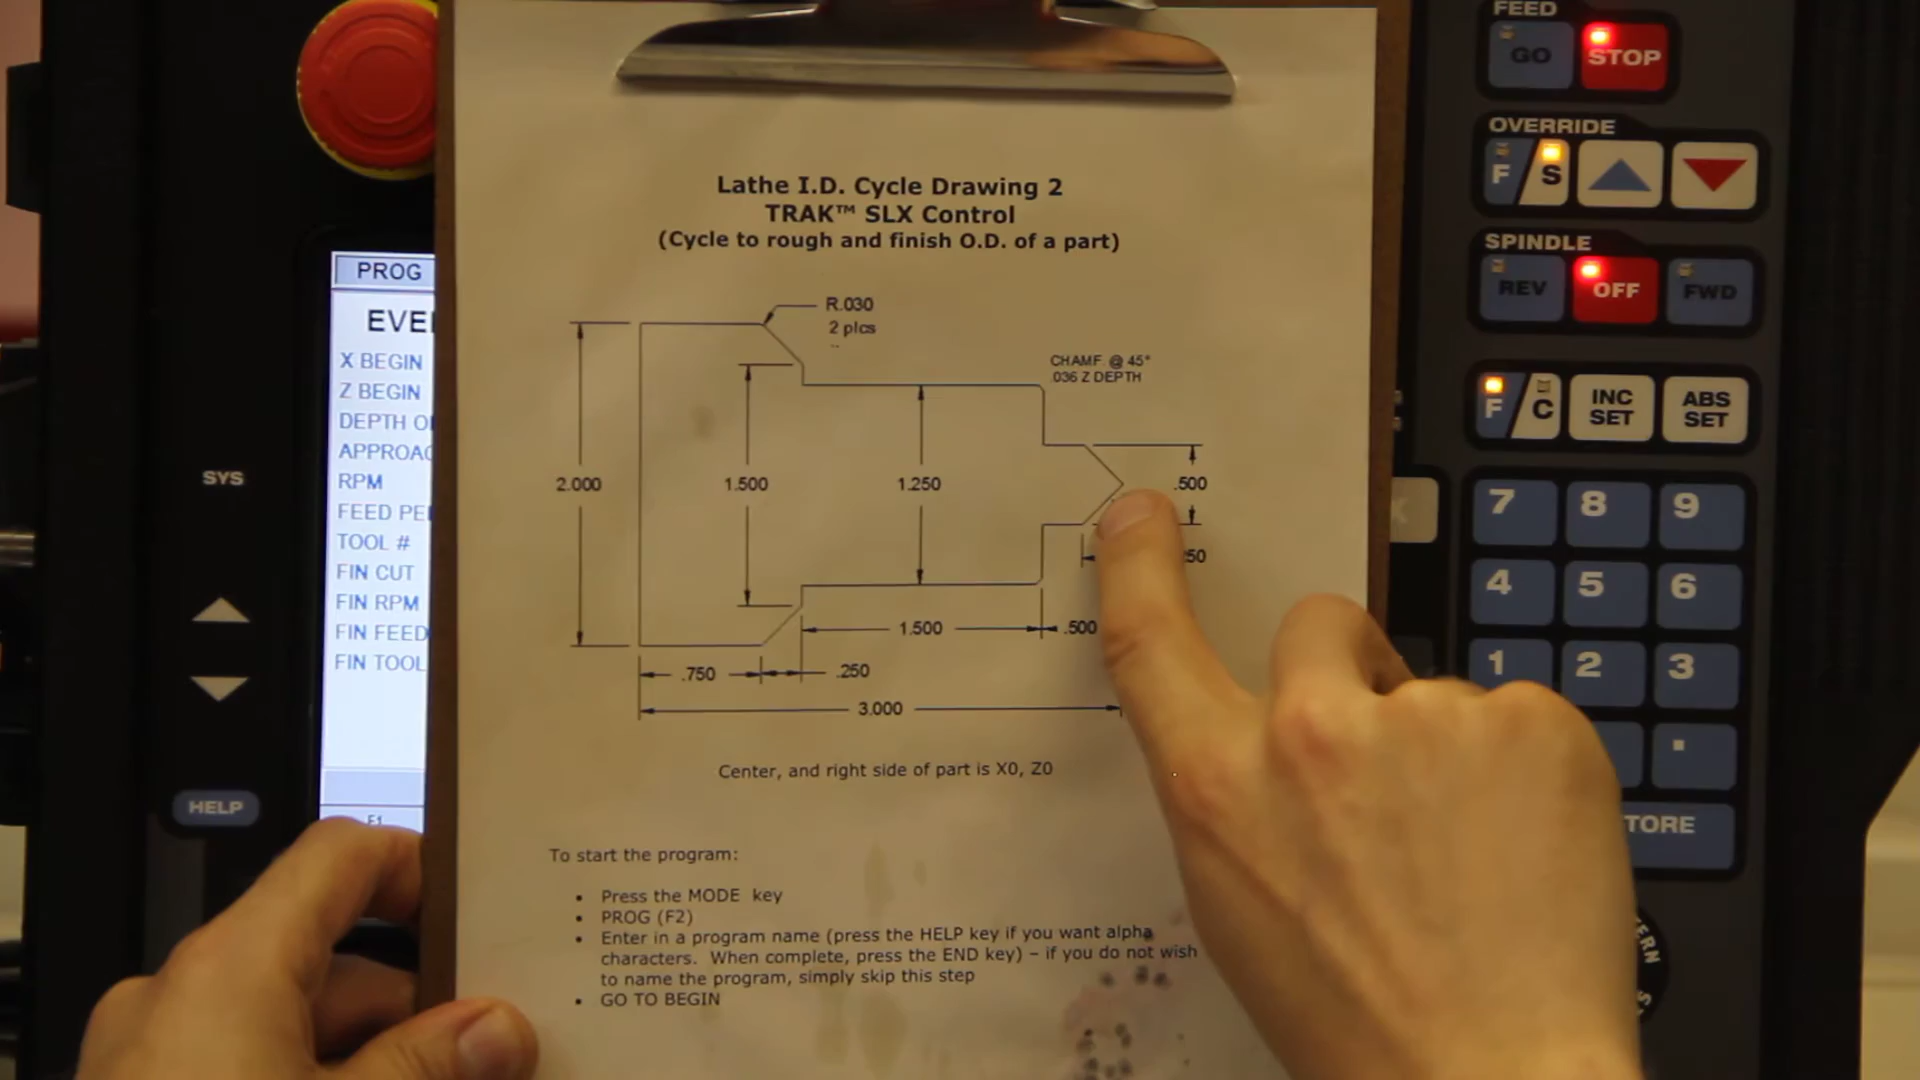 FEED
GO
STOP
OVERRIDE
F
S
SPINDLE
REV
OFF
FWD
F
C
INC SET
ABS SET
7
8
9
4
5
6
1
2
3
.
SYS
HELP
PROG
X BEGIN
Z BEGIN
RPM
TOOL #
FIN CUT
FIN RPM
FIN FEED
FIN TOOL
F1
Lathe I.D. Cycle Drawing 2
TRAK™ SLX Control
(Cycle to rough and finish O.D. of a part)
R.030
2 plcs
CHAMF @ 45°
.036 Z DEPTH
2.000
1.500
1.250
.500
1.500
.500
.750
.250
3.000
Center, and right side of part is X0, Z0
To start the program:
• Press the MODE key
• PROG (F2)
• Enter in a program name (press the HELP key if you want alpha
characters. When complete, press the END key) – if you do not wish
to name the program, simply skip this step
• GO TO BEGIN